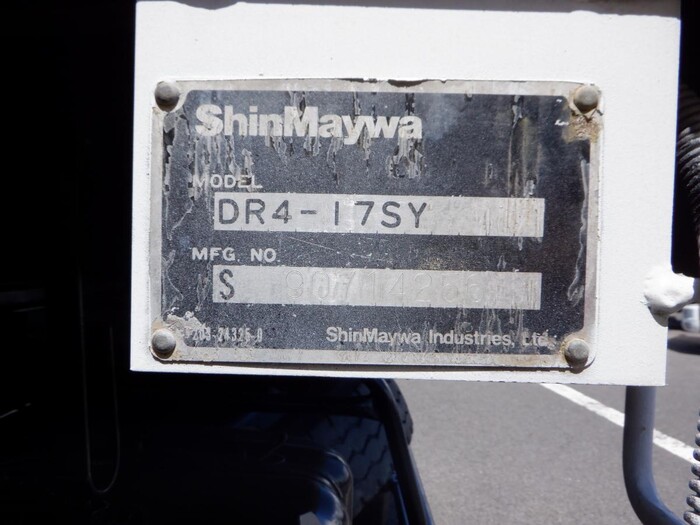 ShinMaywa
MODEL
DR4-17SY
MFG. NO.
S
ShinMaywa Industries, Ltd.